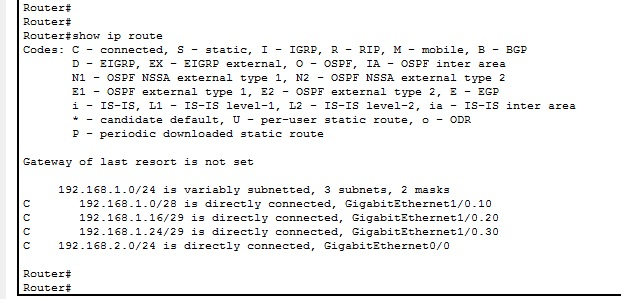 Router#
Router#
Router#show ip route
Codes: C - connected, S - static, I - IGRP, R - RIP, M - mobile, B - BGP
       D - EIGRP, EX - EIGRP external, O - OSPF, IA - OSPF inter area
       N1 - OSPF NSSA external type 1, N2 - OSPF NSSA external type 2
       E1 - OSPF external type 1, E2 - OSPF external type 2, E - EGP
       i - IS-IS, L1 - IS-IS level-1, L2 - IS-IS level-2, ia - IS-IS inter area
       * - candidate default, U - per-user static route, o - ODR
       P - periodic downloaded static route

Gateway of last resort is not set

     192.168.1.0/24 is variably subnetted, 3 subnets, 2 masks
C       192.168.1.0/28 is directly connected, GigabitEthernet1/0.10
C       192.168.1.16/29 is directly connected, GigabitEthernet1/0.20
C       192.168.1.24/29 is directly connected, GigabitEthernet1/0.30
C    192.168.2.0/24 is directly connected, GigabitEthernet0/0

Router#
Router#